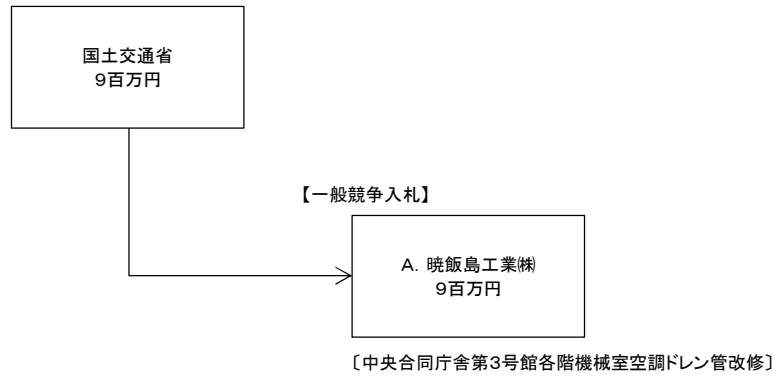 国土交通省
9百万円
【一般競争入札】
A. 暁飯島工業㈱
9百万円
〔中央合同庁舎第3号館各階機械室空調ドレン管改修〕